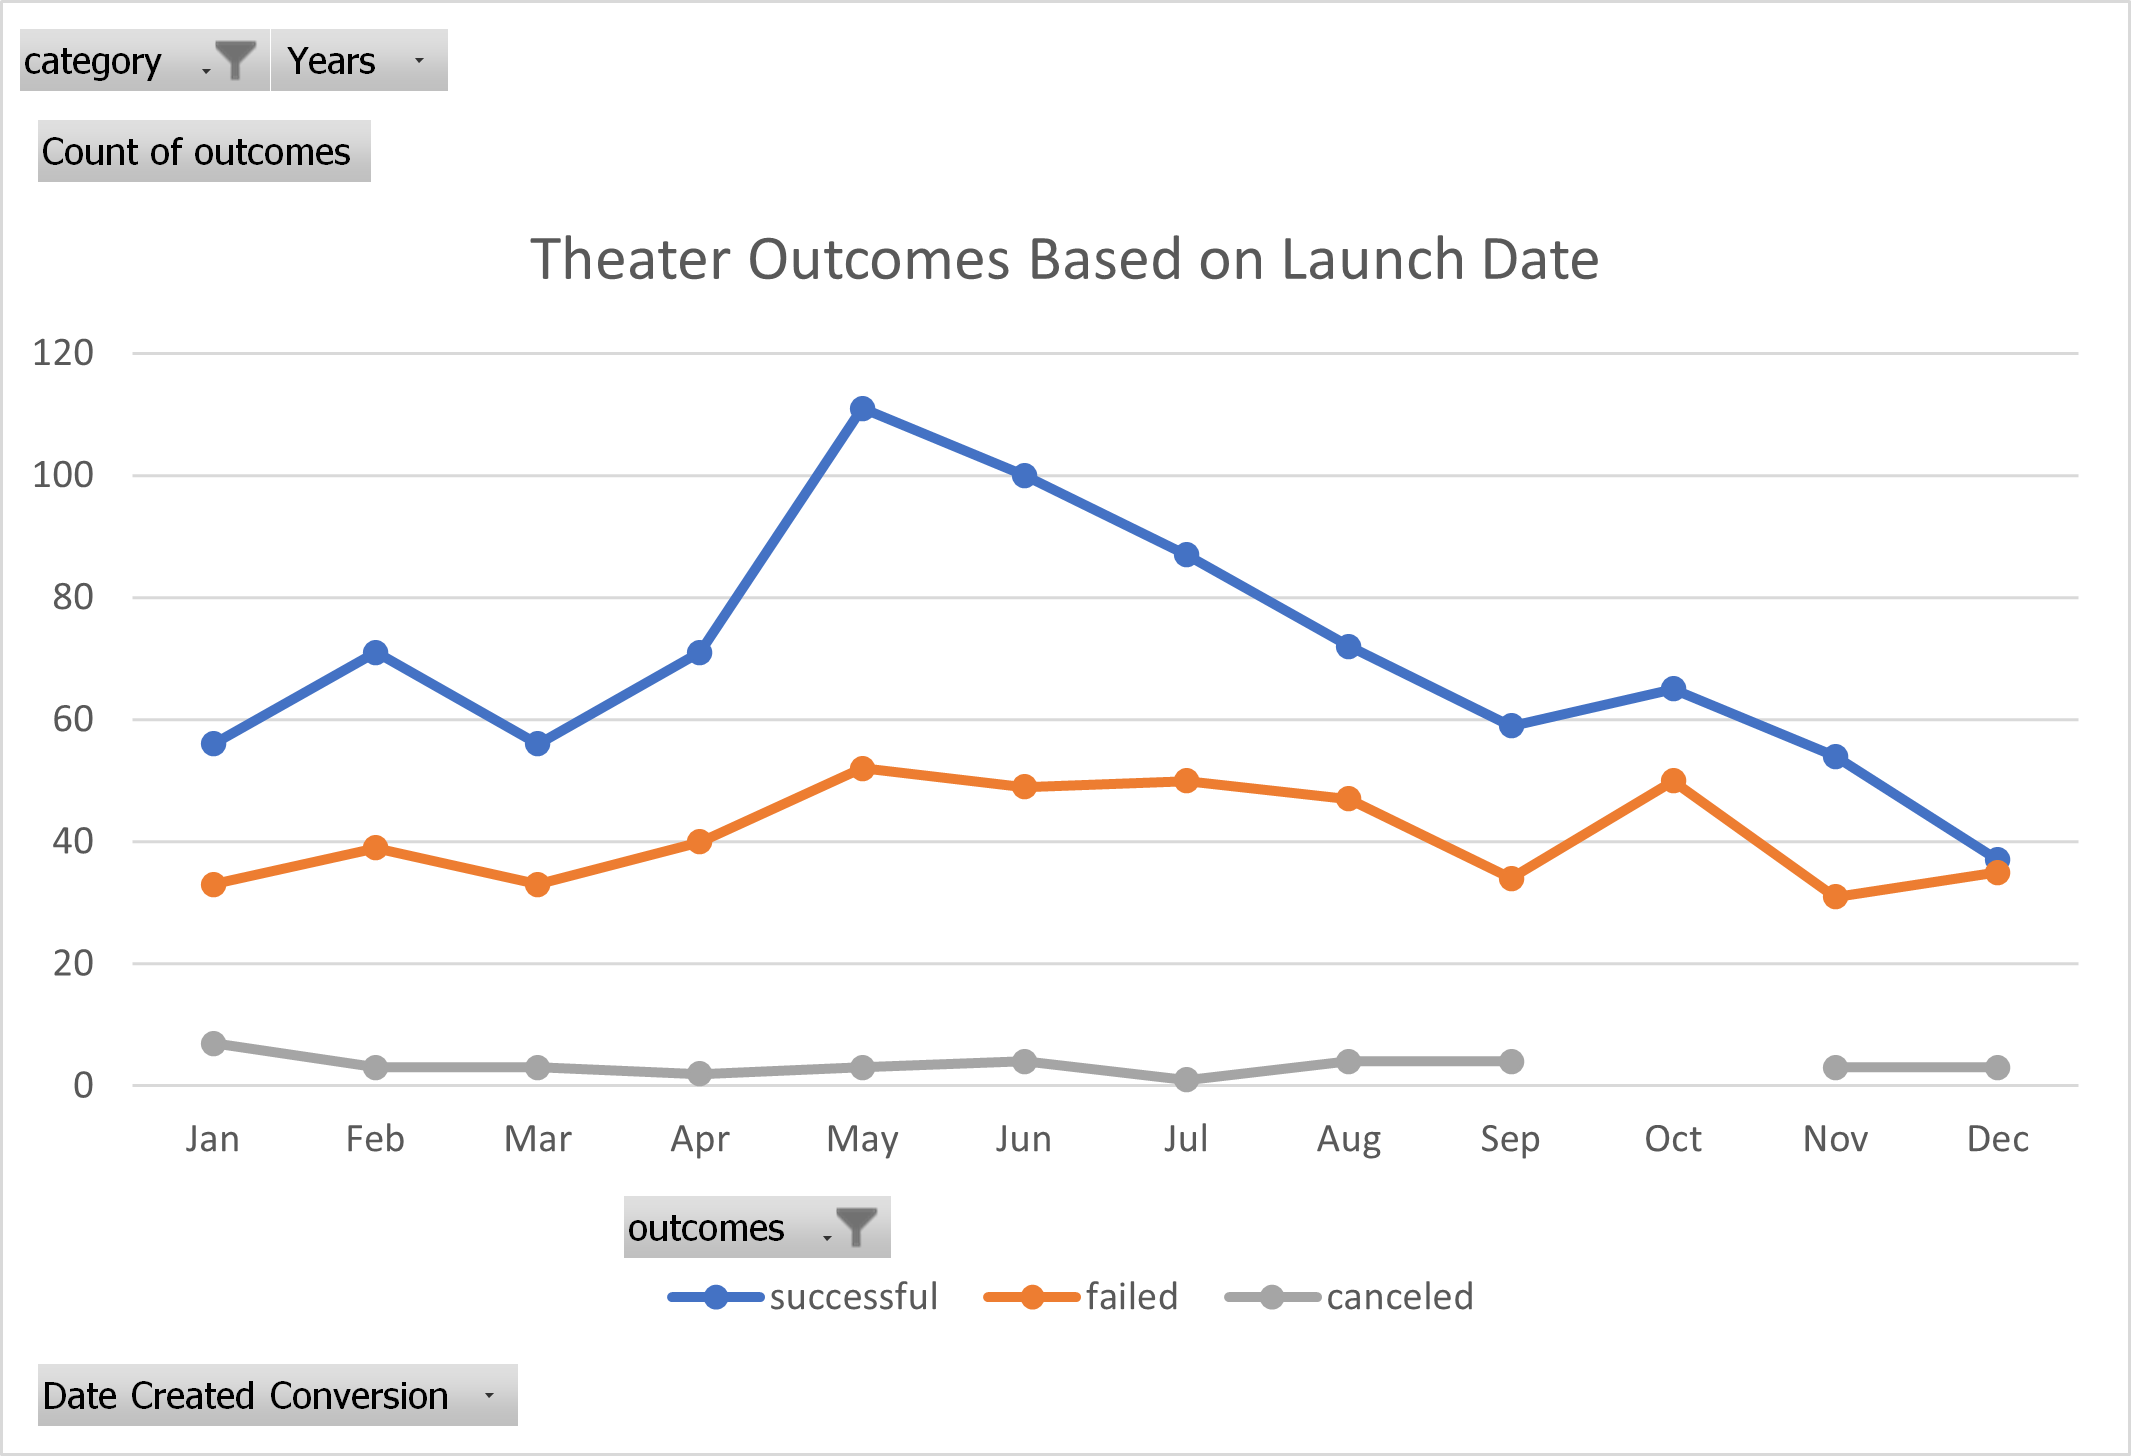 category Years
Count of outcomes
Theater Outcomes Based on Launch Date
120
100
80
60
40
20
0
Jan Feb Mar Apr May Jun Jul Aug Sep Oct Nov Dec
outcomes
successful failed canceled
Date Created Conversion